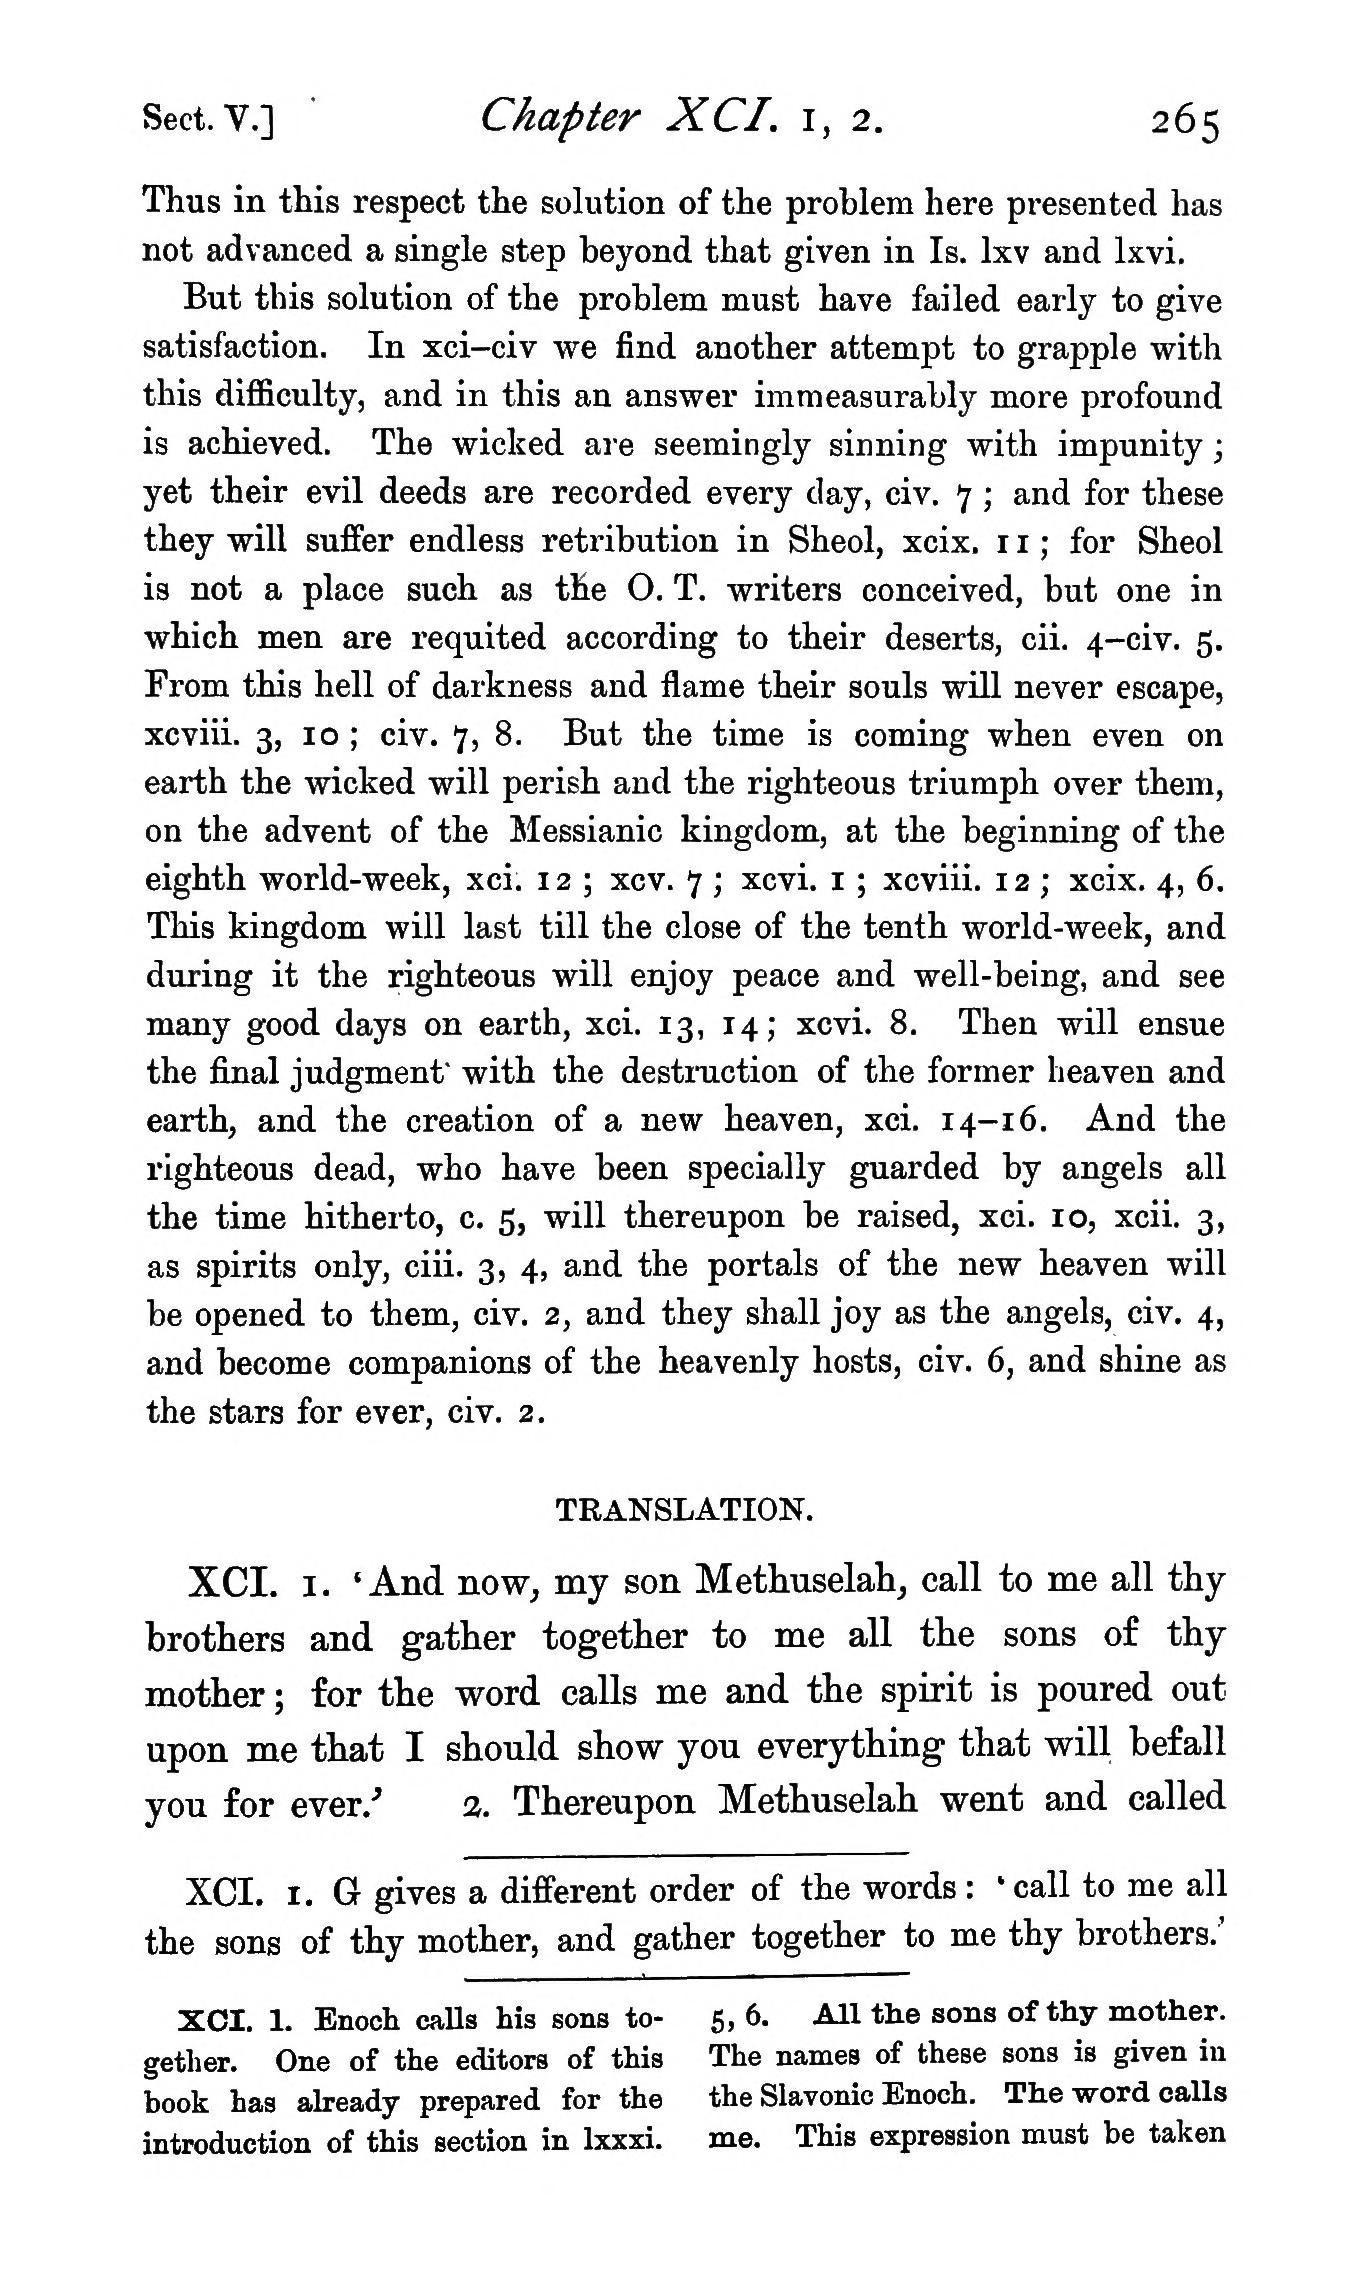 Sect. V.] Chapter XCI. 1, 2. 265
Thus in this respect the solution of the problem here presented has
not advanced a single step beyond that given in Is. lxv and lxvi.
But this solution of the problem must have failed early to give
satisfaction. In xci–civ we find another attempt to grapple with
this difficulty, and in this an answer immeasurably more profound
is achieved. The wicked are seemingly sinning with impunity;
yet their evil deeds are recorded every day, civ. 7; and for these
they will suffer endless retribution in Sheol, xcix. 11; for Sheol
is not a place such as the O. T. writers conceived, but one in
which men are requited according to their deserts, cii. 4–civ. 5.
From this hell of darkness and flame their souls will never escape,
xcviii. 3, 10; civ. 7, 8. But the time is coming when even on
earth the wicked will perish and the righteous triumph over them,
on the advent of the Messianic kingdom, at the beginning of the
eighth world-week, xci. 12; xcv. 7; xcvi. 1; xcviii. 12; xcix. 4, 6.
This kingdom will last till the close of the tenth world-week, and
during it the righteous will enjoy peace and well-being, and see
many good days on earth, xci. 13, 14; xcvi. 8. Then will ensue
the final judgment with the destruction of the former heaven and
earth, and the creation of a new heaven, xci. 14–16. And the
righteous dead, who have been specially guarded by angels all
the time hitherto, c. 5, will thereupon be raised, xci. 10, xcii. 3,
as spirits only, ciii. 3, 4, and the portals of the new heaven will
be opened to them, civ. 2, and they shall joy as the angels, civ. 4,
and become companions of the heavenly hosts, civ. 6, and shine as
the stars for ever, civ. 2.
TRANSLATION.
XCI. 1. ‘And now, my son Methuselah, call to me all thy
brothers and gather together to me all the sons of thy
mother; for the word calls me and the spirit is poured out
upon me that I should show you everything that will befall
you for ever.’ 2. Thereupon Methuselah went and called
XCI. 1. G gives a different order of the words: ‘call to me all
the sons of thy mother, and gather together to me thy brothers.’
XCI. 1. Enoch calls his sons to-
gether. One of the editors of this
book has already prepared for the
introduction of this section in lxxxi.
5, 6. All the sons of thy mother.
The names of these sons is given in
the Slavonic Enoch. The word calls
me. This expression must be taken